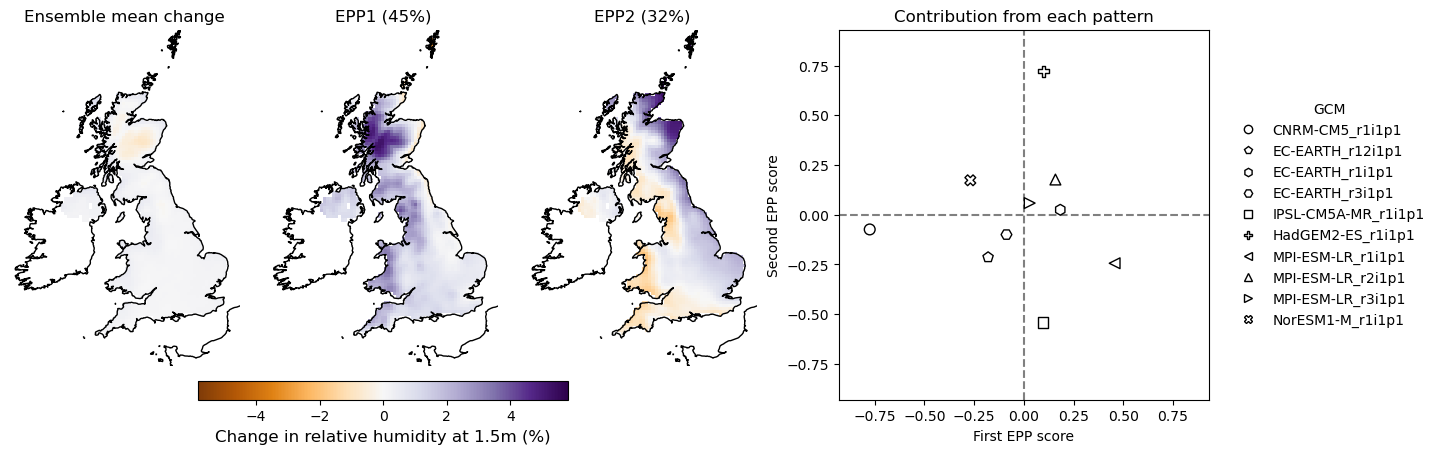 Ensemble mean change
EPP1 (45%)
EPP2 (32%)
−4 −2 0 2 4
Change in relative humidity at 1.5m (%)
Contribution from each pattern
Second EPP score
0.75
0.50
0.25
0.00
−0.25
−0.50
−0.75
−0.75 −0.50 −0.25 0.00 0.25 0.50 0.75
First EPP score
GCM
CNRM-CM5_r1i1p1
EC-EARTH_r12i1p1
EC-EARTH_r1i1p1
EC-EARTH_r3i1p1
IPSL-CM5A-MR_r1i1p1
HadGEM2-ES_r1i1p1
MPI-ESM-LR_r1i1p1
MPI-ESM-LR_r2i1p1
MPI-ESM-LR_r3i1p1
NorESM1-M_r1i1p1